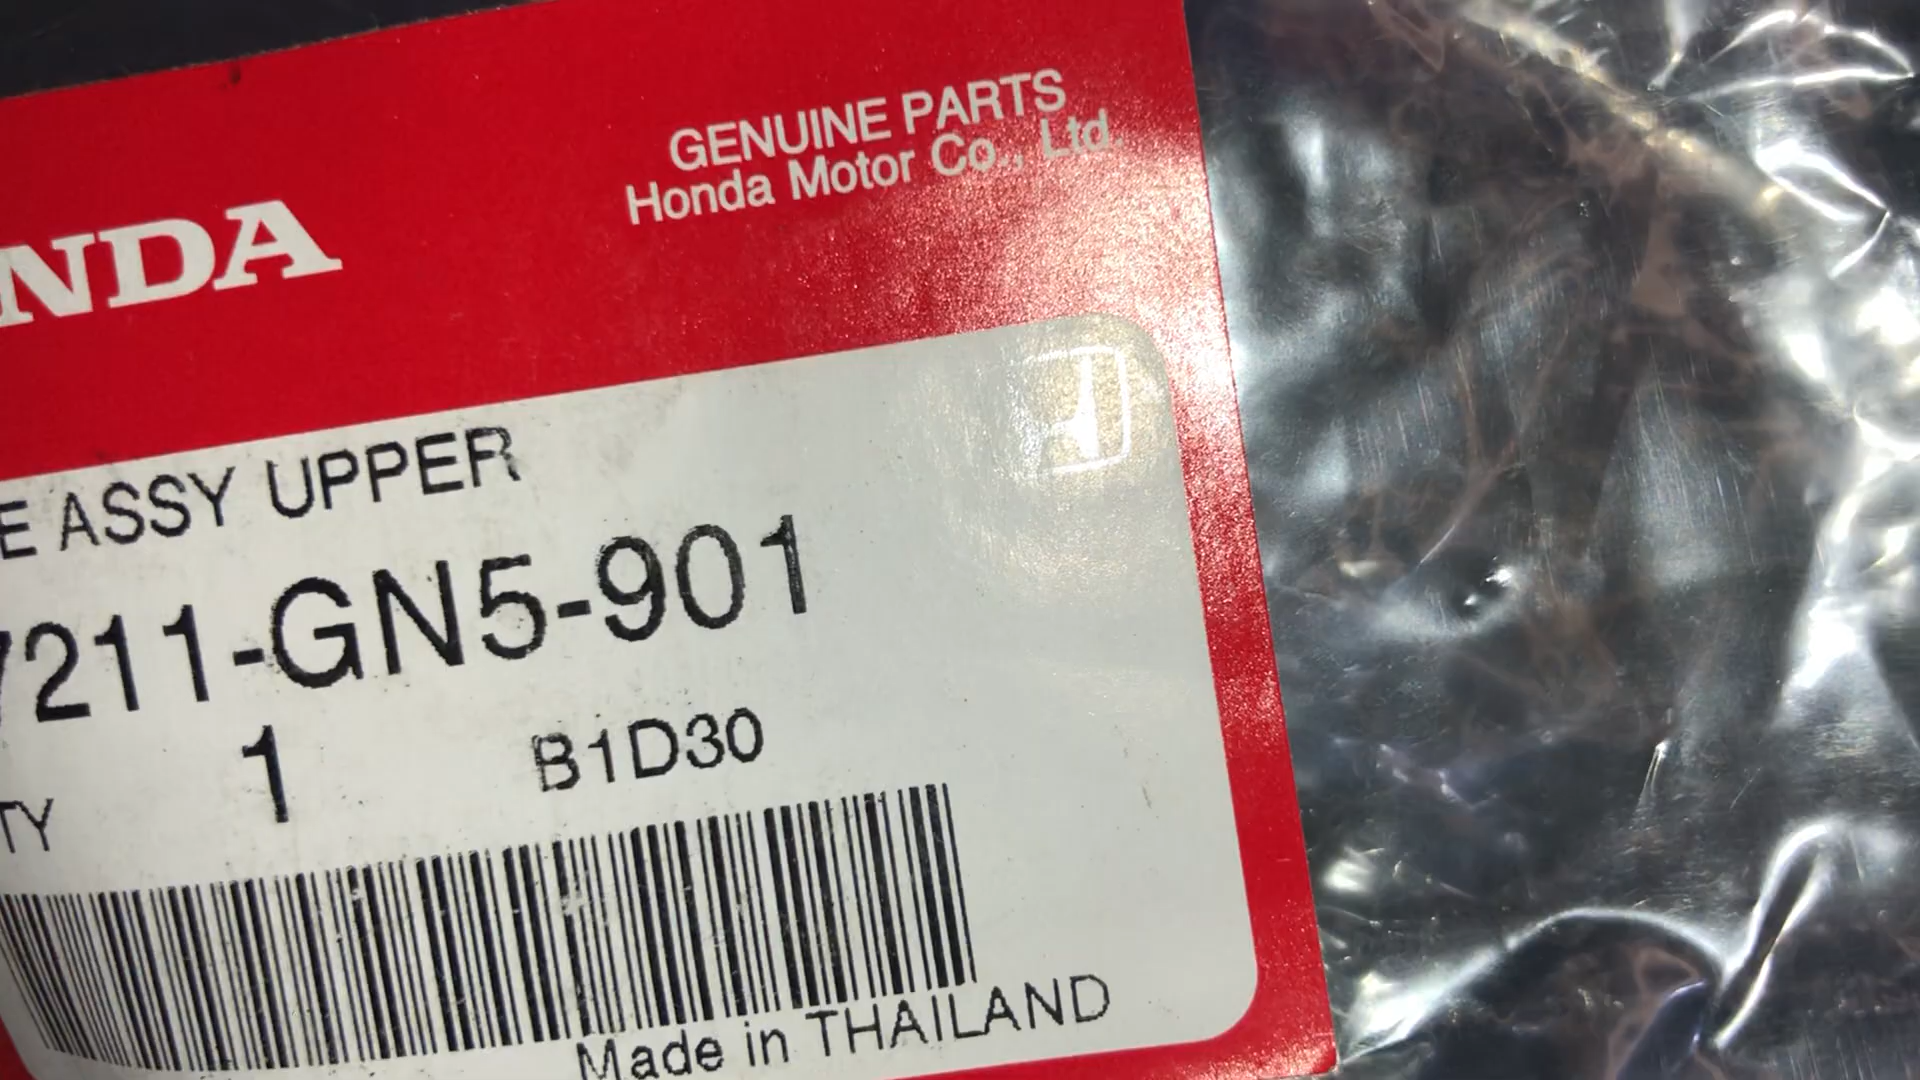 GENUINE PARTS
Honda Motor Co., Ltd.
NDA
E ASSY UPPER
7211-GN5-901
1 B1D30
TY
Made in THAILAND